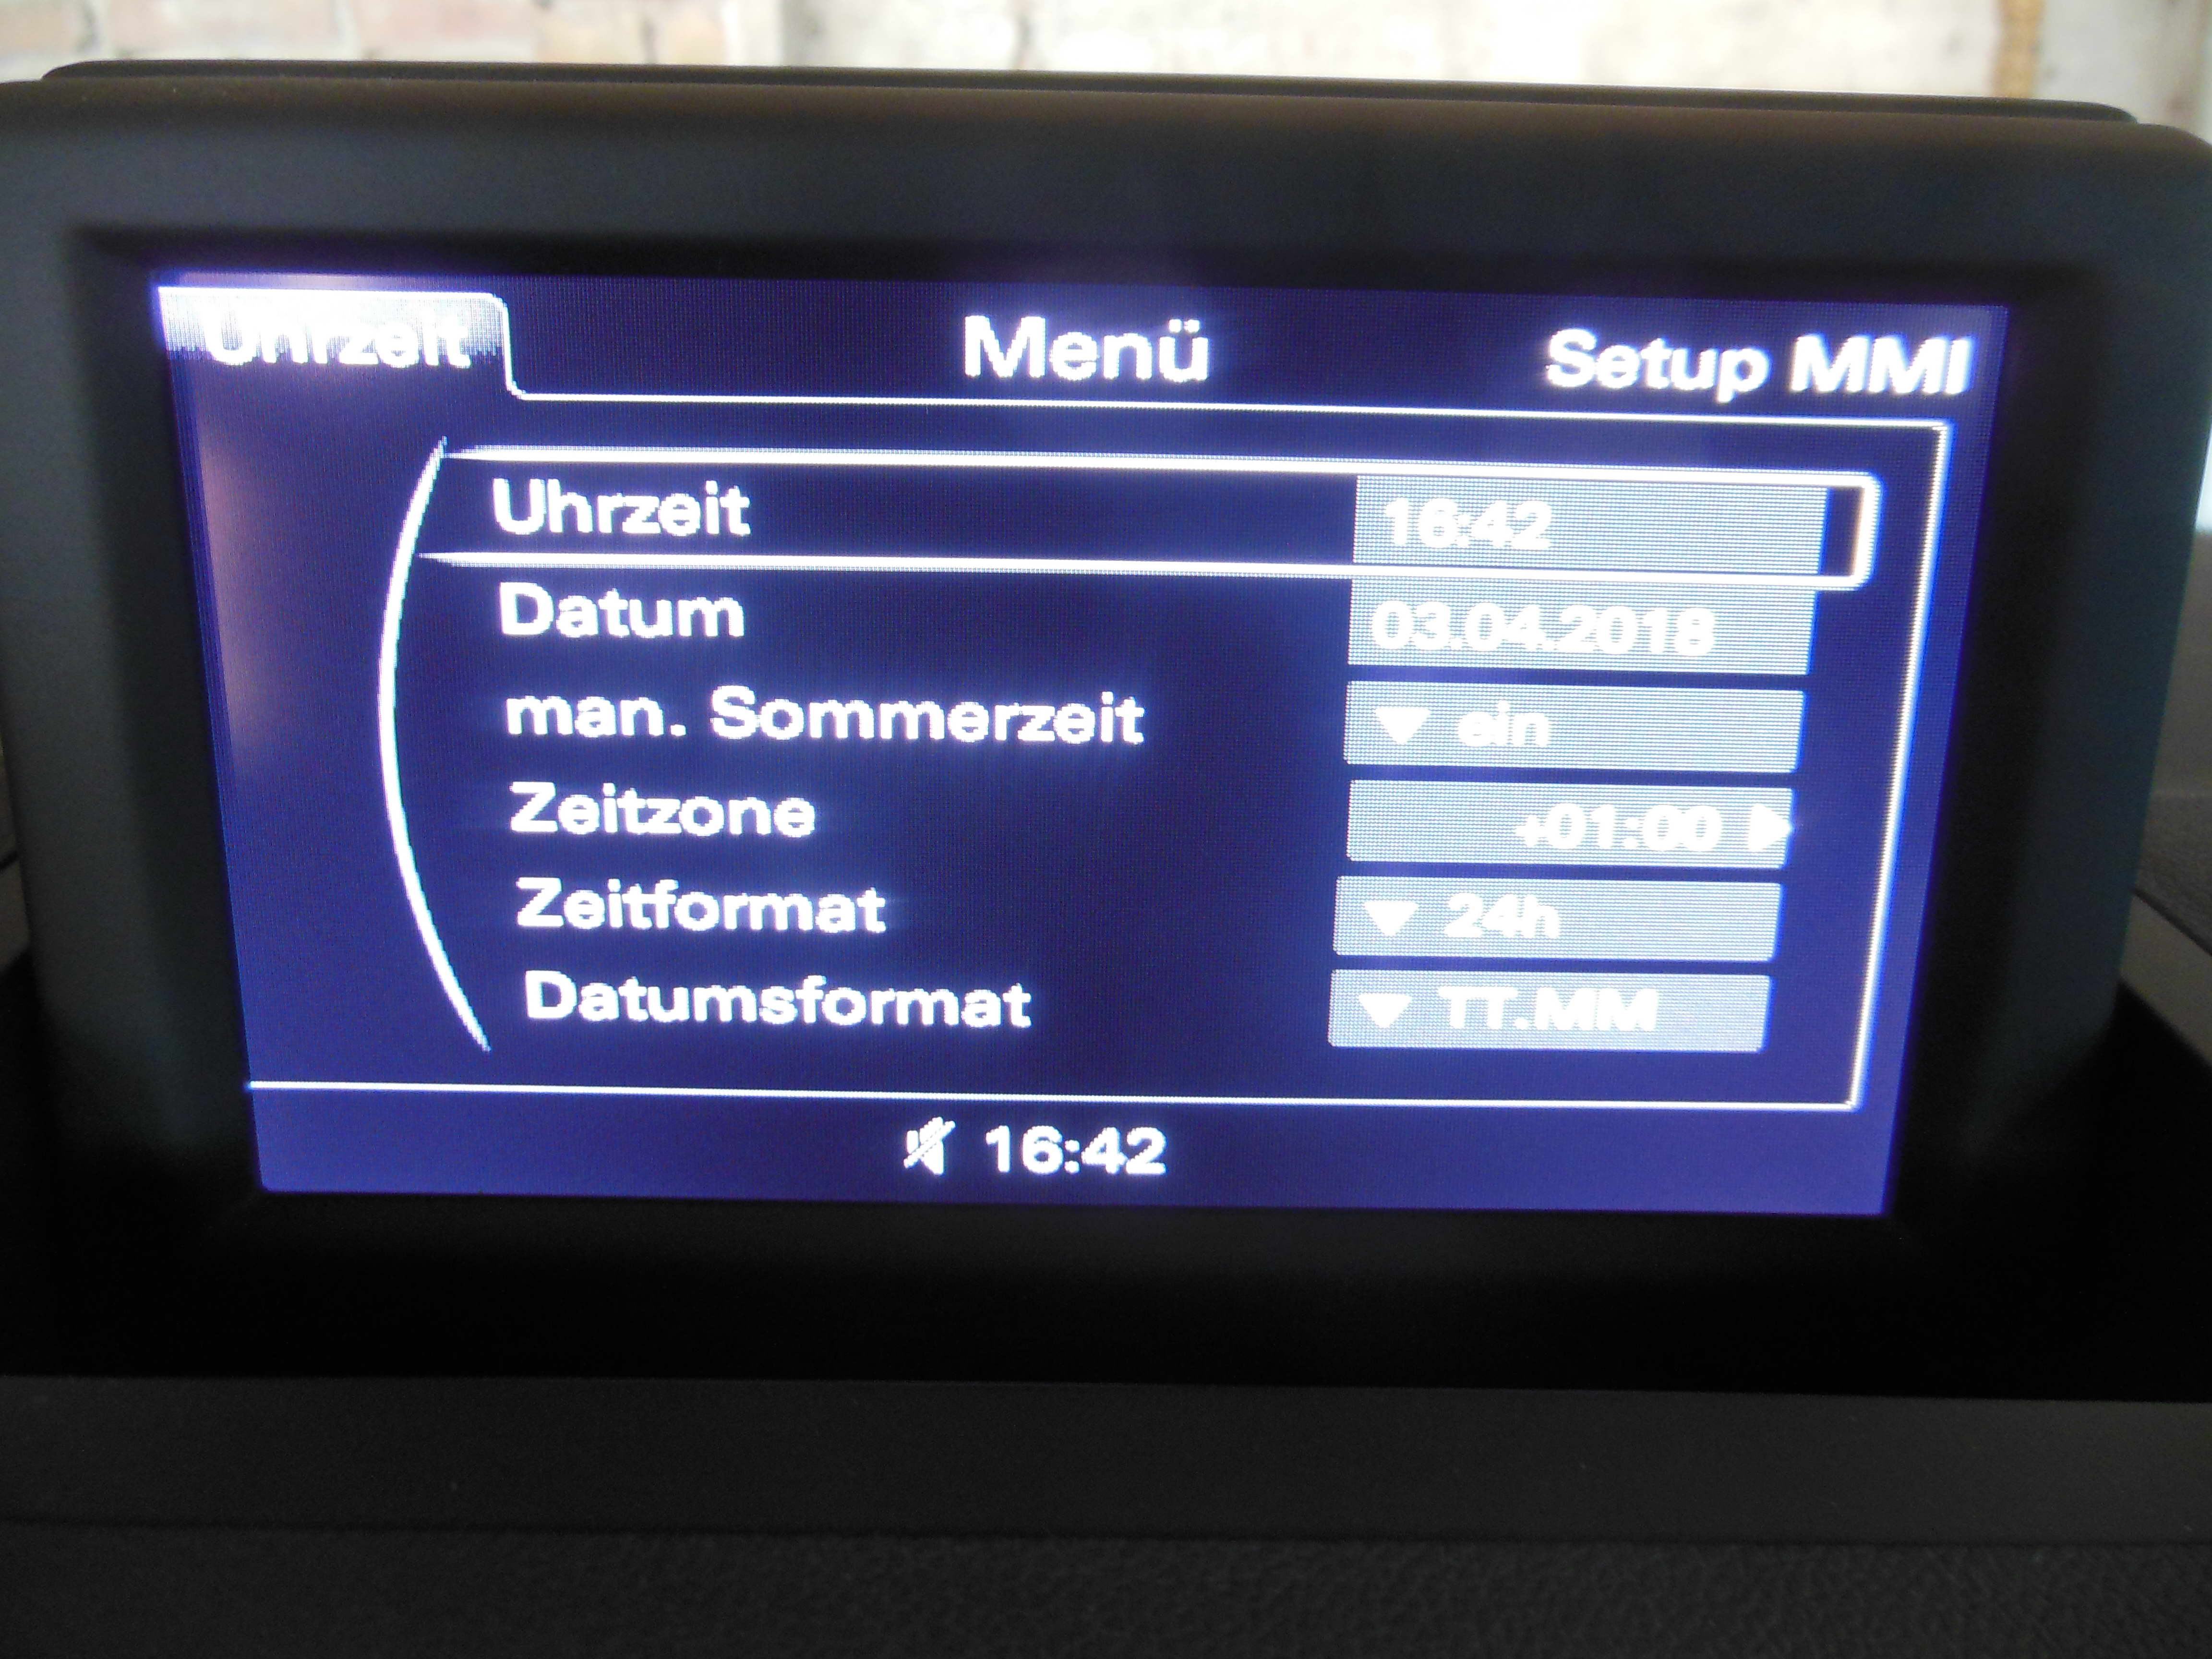 Uhrzeit Menü Setup MMI
Uhrzeit 16:42
Datum 03.04.2018
man. Sommerzeit ein
Zeitzone +01:00
Zeitformat 24h
Datumsformat TT.MM
16:42